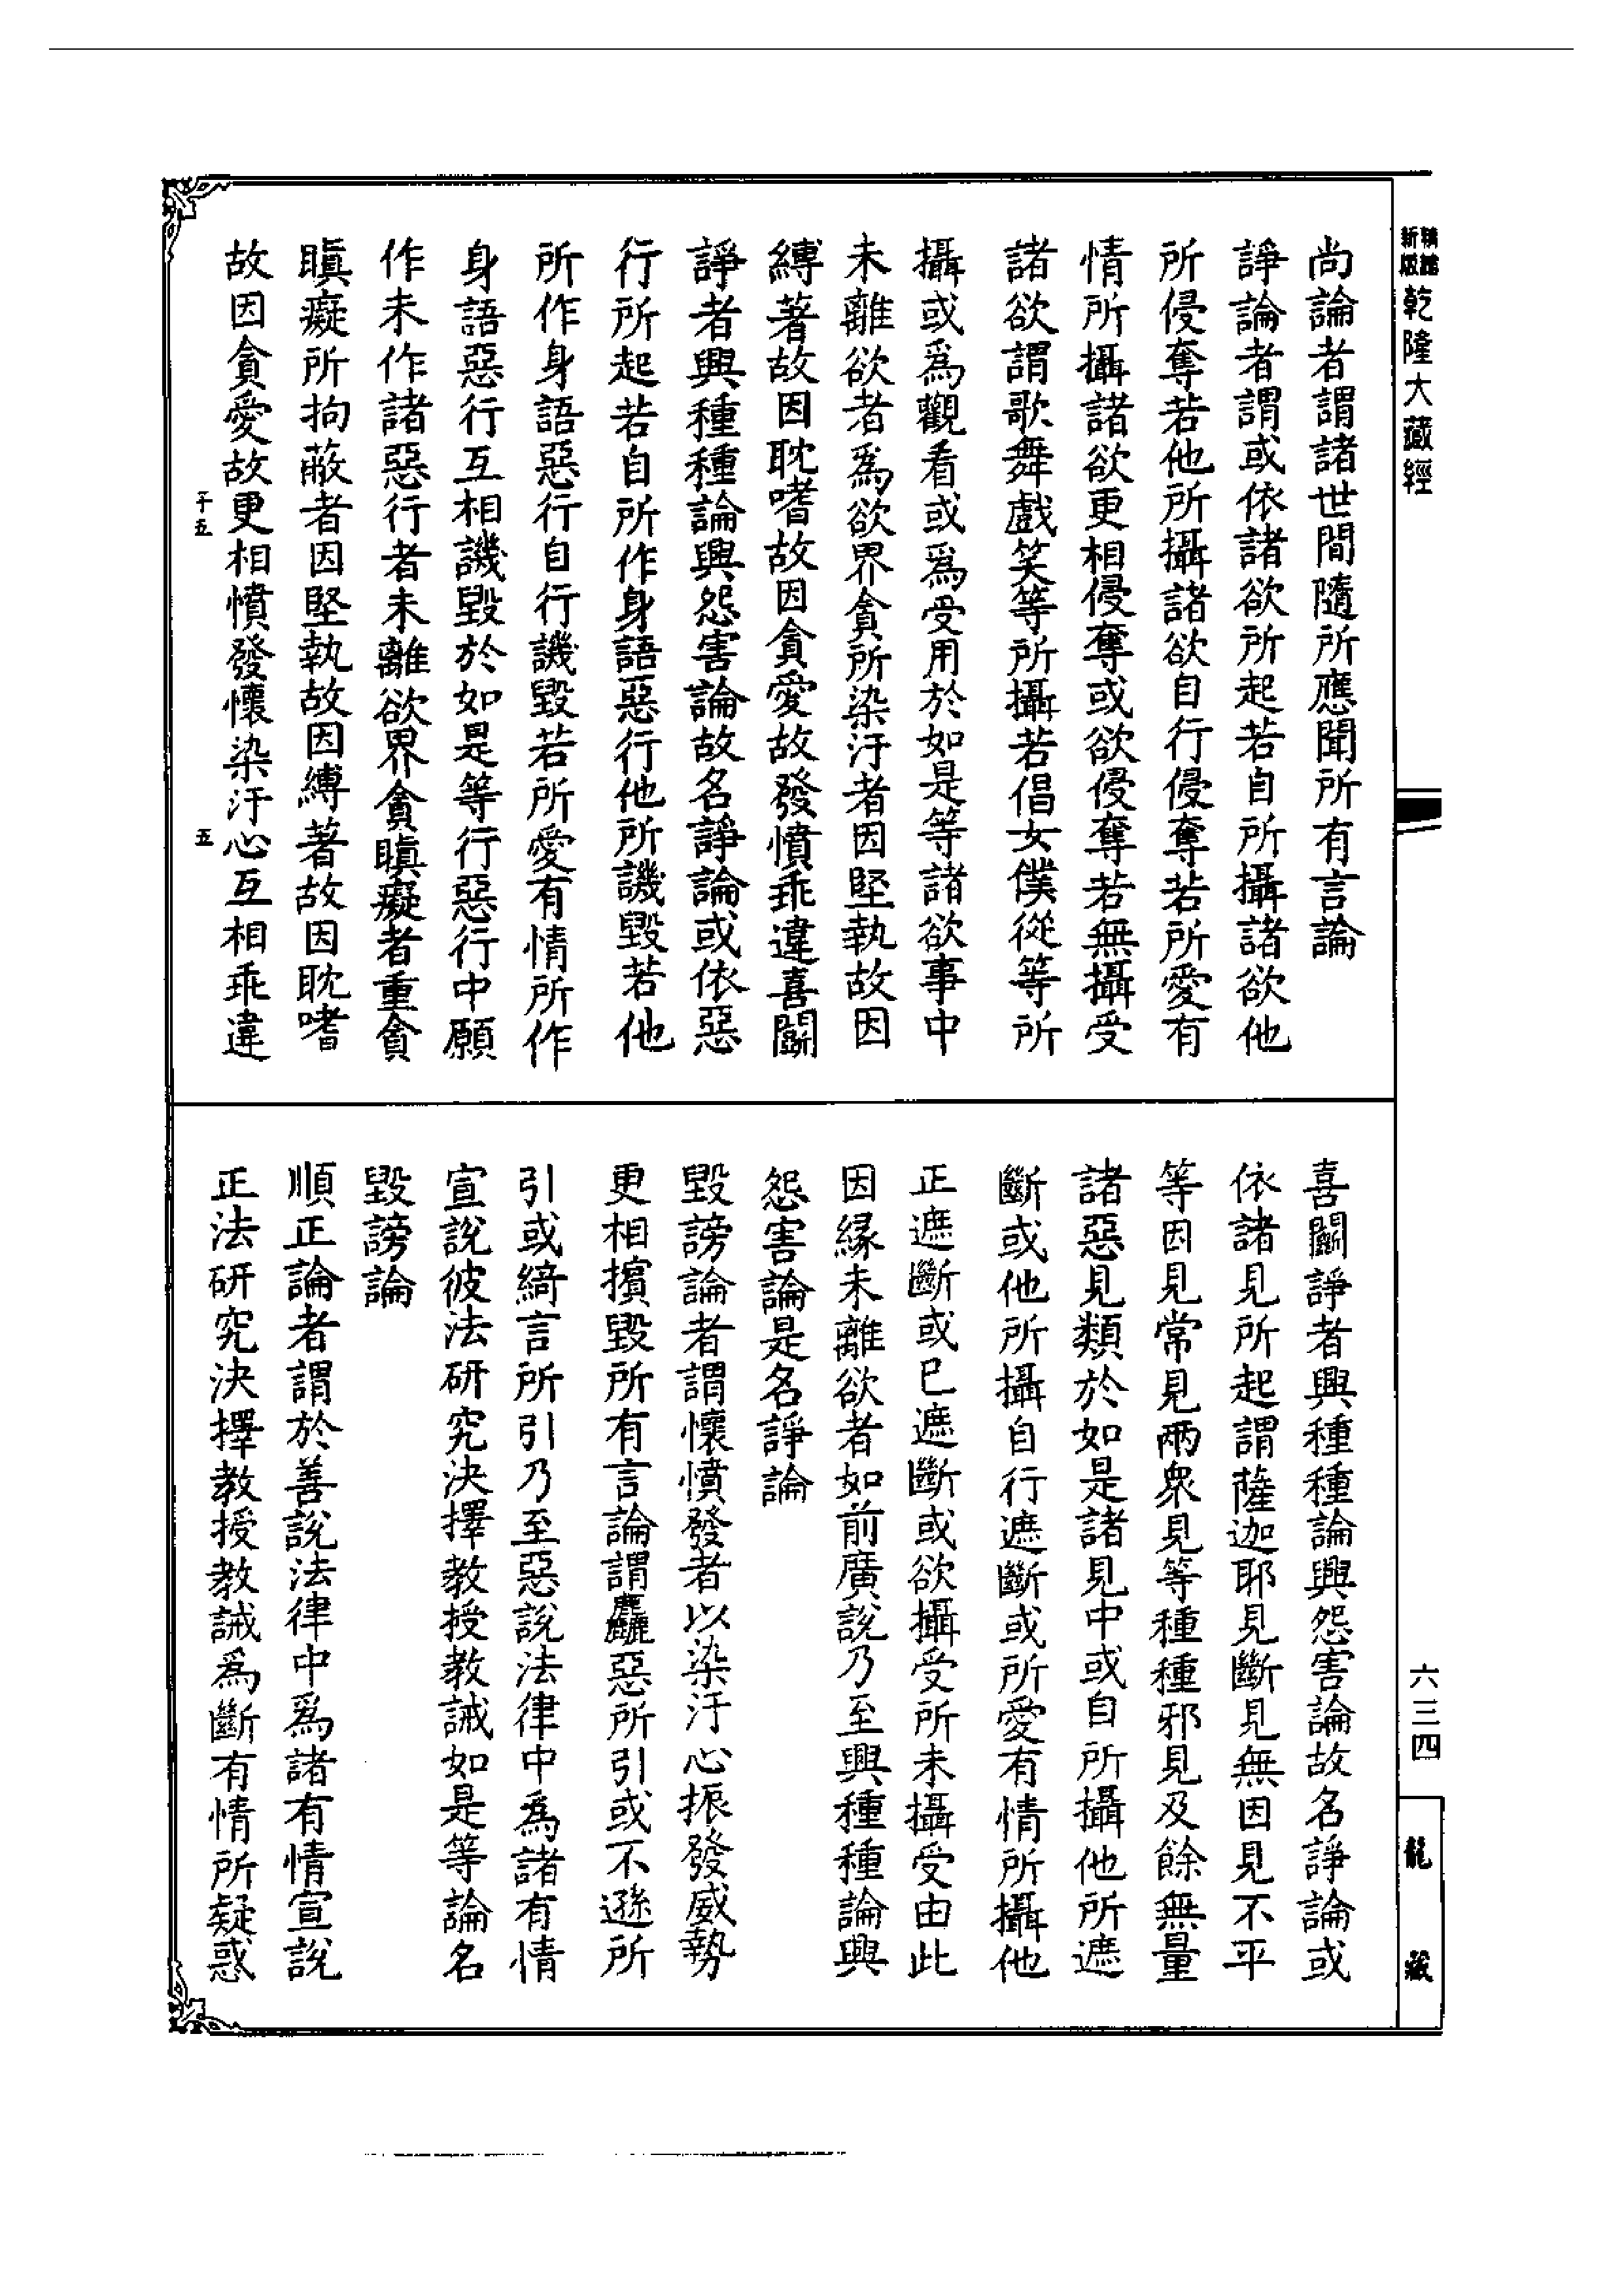 新版
乾隆大藏經
尚論者謂諸世間隨所應聞所有言論
諍論者謂或依諸欲所起若自所攝諸欲他
所侵奪若他所攝諸欲自行侵奪若所愛有
情所攝諸欲更相侵奪或欲侵奪若無攝受
諸欲謂歌舞戲笑等所攝若倡女僕從等所
攝或爲觀看或爲受用於如是等諸欲事中
未離欲者爲欲界貪所染汙者因堅執故因
縛著故因耽嗜故因貪愛故發憤乖違喜鬭
諍者興種種論興怨害論故名諍論或依惡
行所起若自所作身語惡行他所譏毀若他
所作身語惡行自行譏毀若所愛有情所作
身語惡行互相譏毀於如是等行惡行中願
作未作諸惡行者未離欲界貪瞋癡者重貪
瞋癡所拘蔽者因堅執故因縛著故因耽嗜
故因貪愛故更相憤發懷染汙心互相乖違
五
喜鬭諍者興種種論興怨害論故名諍論或
依諸見所起謂薩迦耶見斷見無因見不平
等因見常見兩衆見等種種邪見及餘無量
諸惡見類於如是諸見中或自所攝他所遮
斷或他所攝自行遮斷或所愛有情所攝他
正遮斷或已遮斷或欲攝受所未攝受由此
因緣未離欲者如前廣說乃至興種種論興
怨害論是名諍論
毀謗論者謂懷憤發者以染汙心振發威勢
更相擯毀所有言論謂麤惡所引或不遜所
引或綺言所引乃至惡說法律中爲諸有情
宣說彼法研究決擇教授教誡如是等論名
毀謗論
順正論者謂於善說法律中爲諸有情宣說
正法研究決擇教授教誡爲斷有情所疑惑
六三四
龍藏